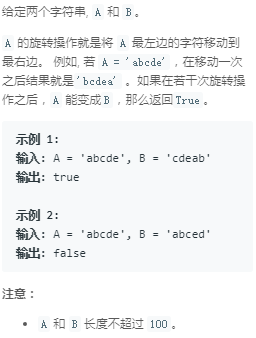 给定两个字符串, A 和 B。
A 的旋转操作就是将 A 最左边的字符移动到
最右边。 例如, 若 A = 'abcde' ，在移动一次
之后结果就是'bcdea' 。如果在若干次旋转操
作之后，A 能变成B ，那么返回True 。
示例 1:
输入: A = 'abcde', B = 'cdeab'
输出: true
示例 2:
输入: A = 'abcde', B = 'abced'
输出: false
注意：
• A 和 B 长度不超过 100 。